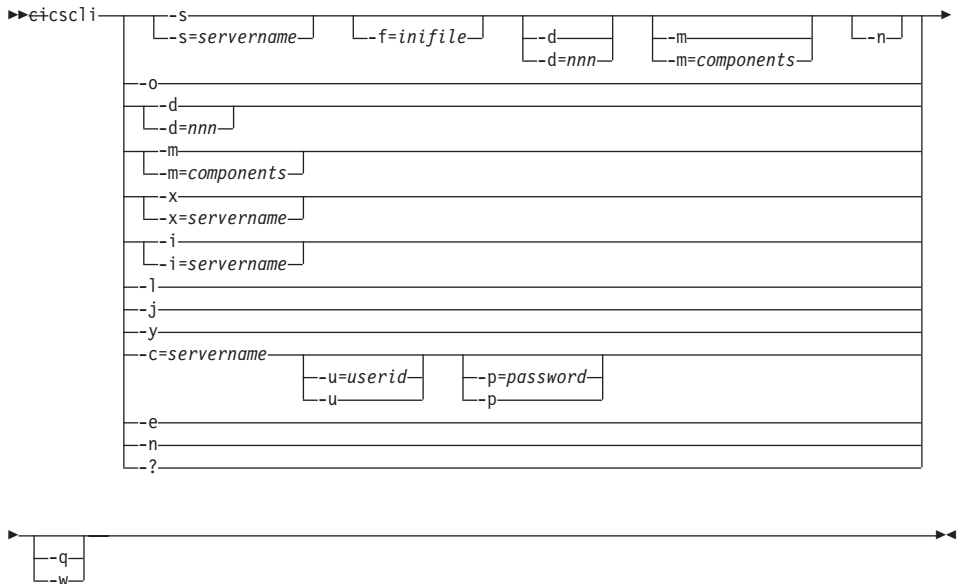 cicscli -s
-s=servername -f=inifile -d -m -n
-d=nnn -m=components
-o
-d
-d=nnn
-m
-m=components
-x
-x=servername
-i
-i=servername
-l
-j
-y
-c=servername
-u=userid -p=password
-u -p
-e
-n
-?
-q
-w